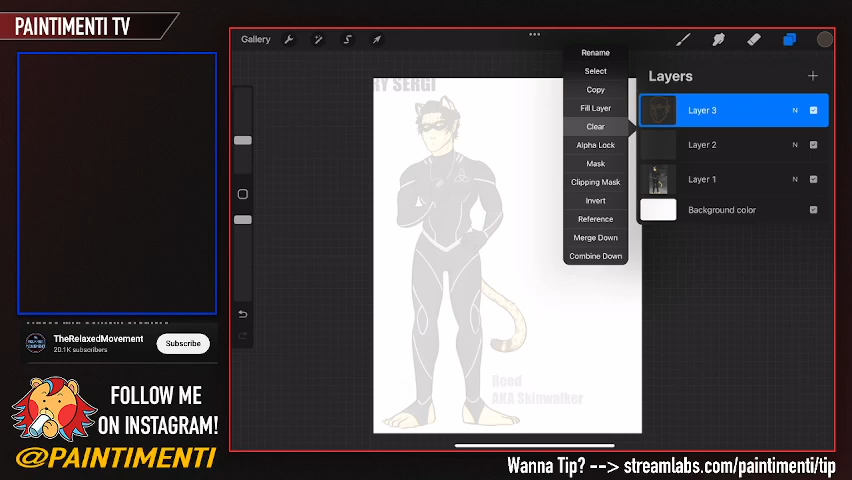 PAINTIMENTI TV
Gallery
Rename
Select
Copy
Fill Layer
Clear
Alpha Lock
Mask
Clipping Mask
Invert
Reference
Merge Down
Combine Down
Layers
Layer 3
N
Layer 2
N
Layer 1
N
Background color
RY SERGI
Reed
AKA Skinwalker
TheRelaxedMovement
20.1K subscribers
Subscribe
FOLLOW ME
ON INSTAGRAM!
@PAINTIMENTI
Wanna Tip? --> streamlabs.com/paintimenti/tip